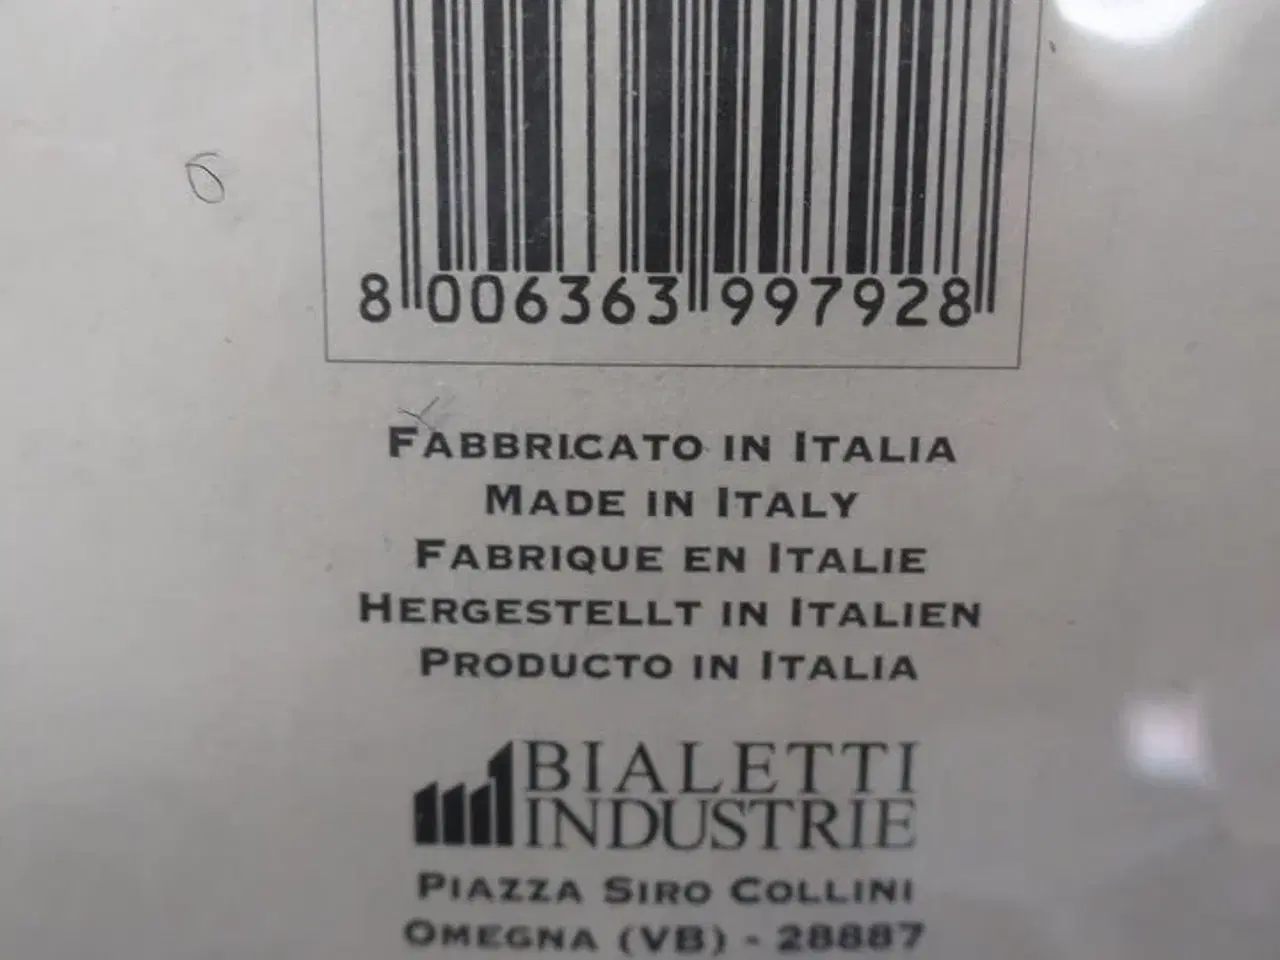 6
8 006363 997928
FABBRICATO IN ITALIA
MADE IN ITALY
FABRIQUE EN ITALIE
HERGESTELLT IN ITALIEN
PRODUCTO IN ITALIA
BIALETTI
INDUSTRIE
PIAZZA SIRO COLLINI
OMEGNA (VB) - 28887